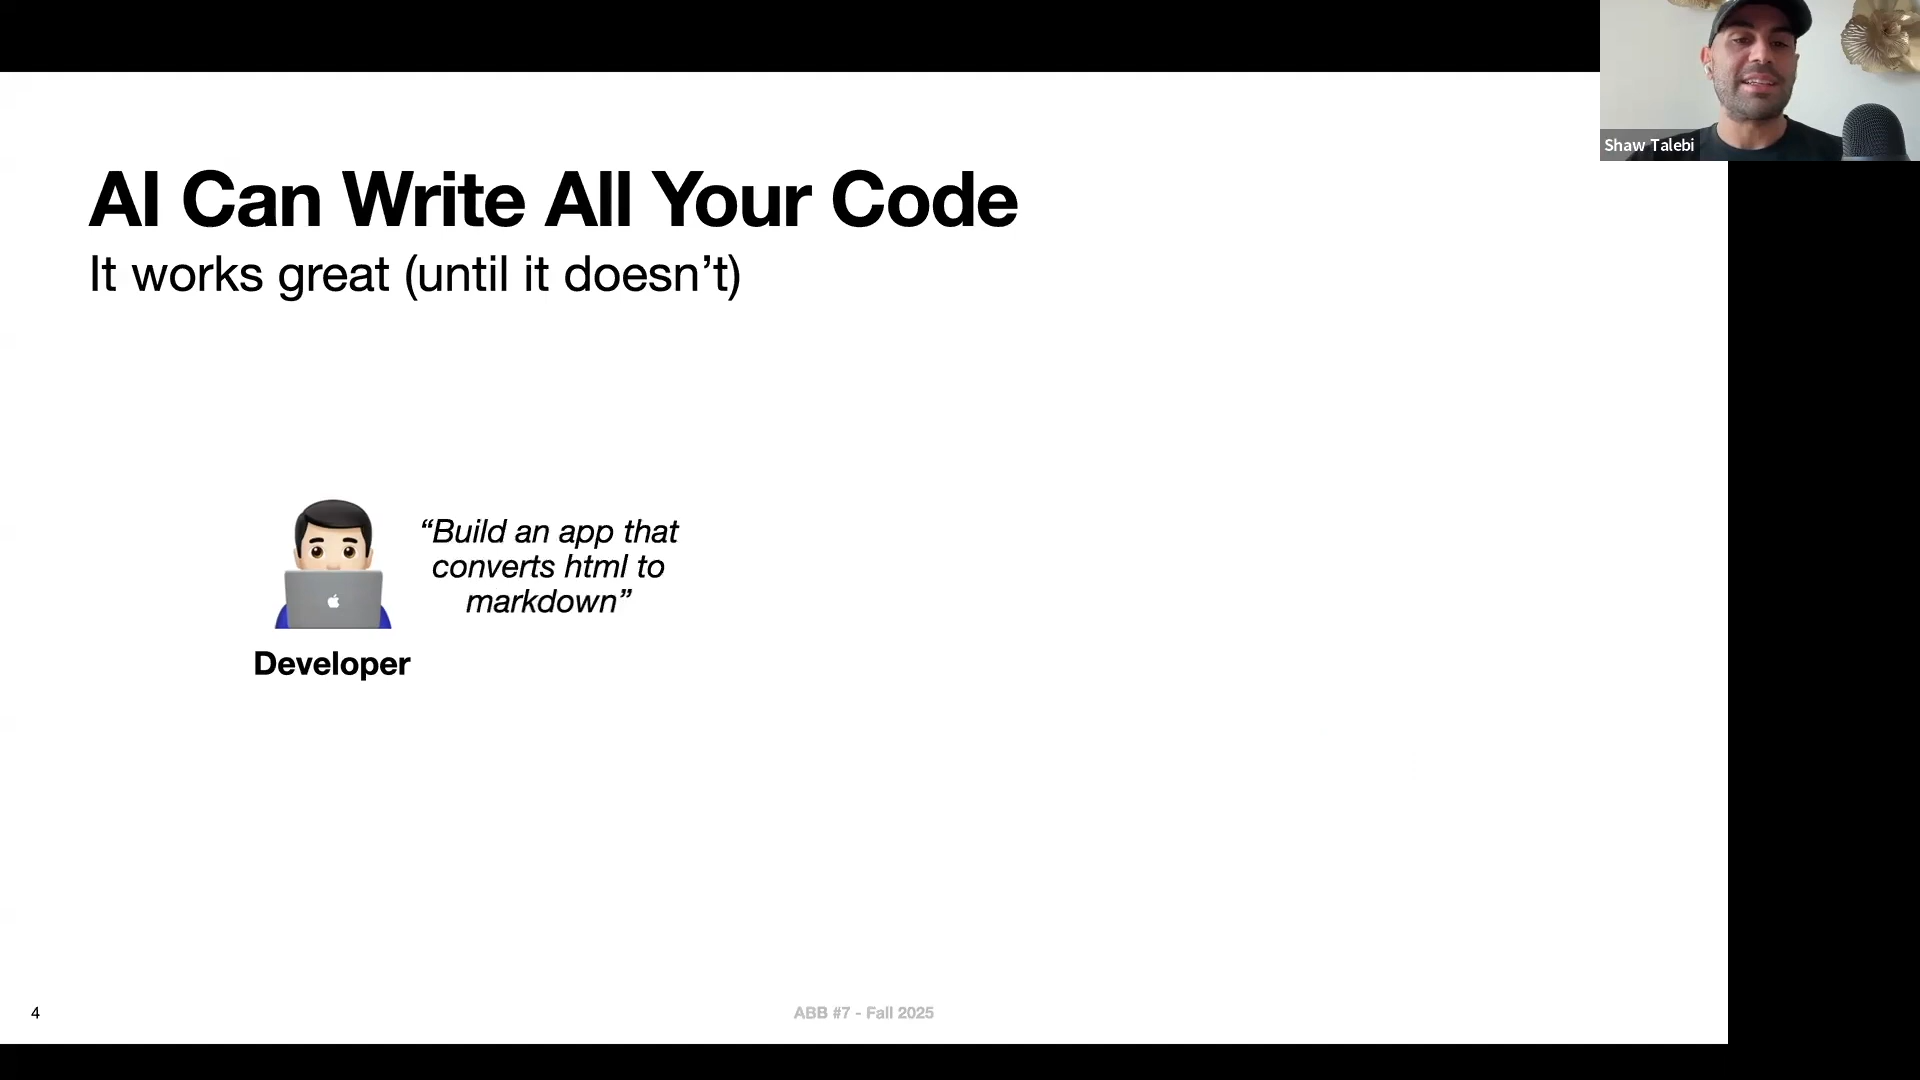 Shaw Talebi
AI Can Write All Your Code
It works great (until it doesn’t)
“Build an app that
converts html to
markdown”
Developer
4
ABB #7 - Fall 2025